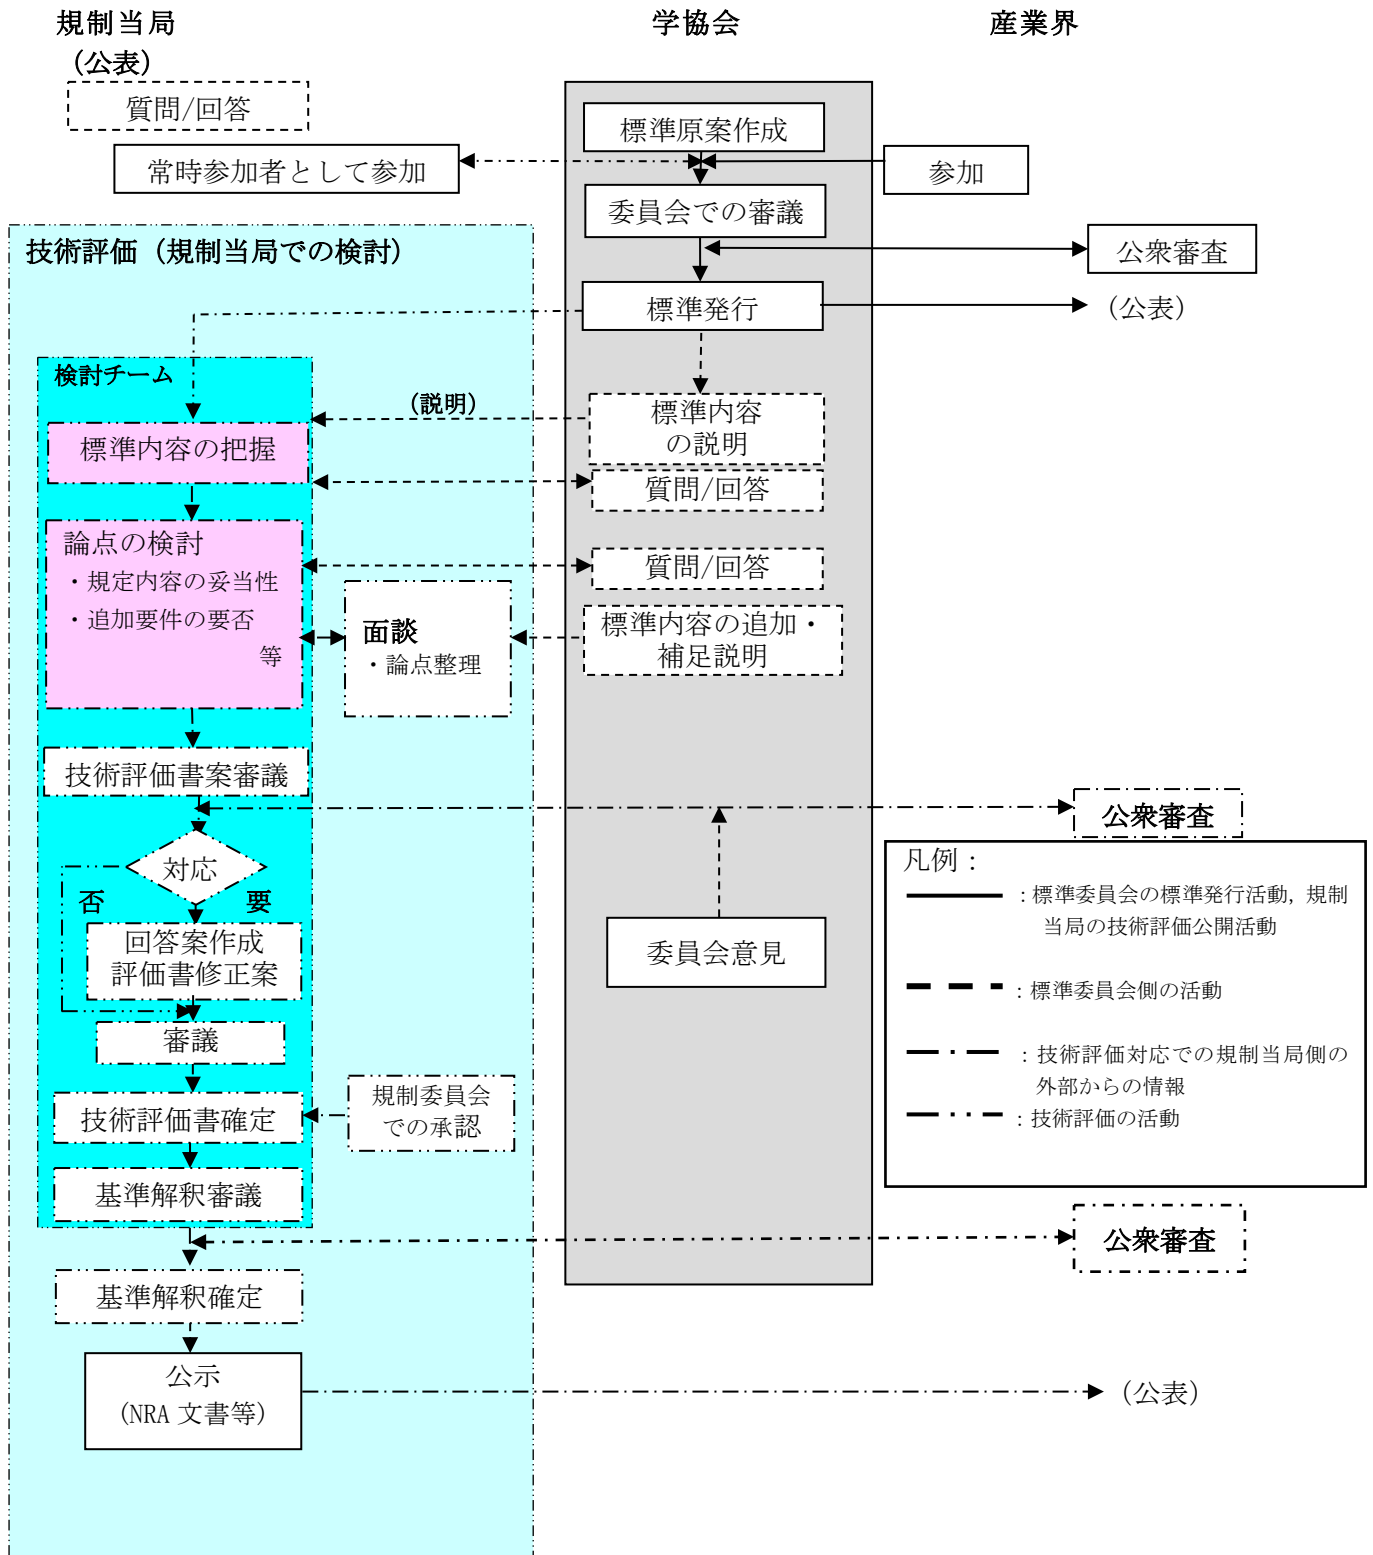 規制当局
学協会
産業界
（公表）
質問/回答
標準原案作成
常時参加者として参加
参加
委員会での審議
技術評価（規制当局での検討）
公衆審査
標準発行
（公表）
検討チーム
（説明）
標準内容
の説明
標準内容の把握
質問/回答
論点の検討
・規定内容の妥当性
・追加要件の要否
等
質問/回答
面談
・論点整理
標準内容の追加・
補足説明
技術評価書案審議
公衆審査
対応
否
要
回答案作成
評価書修正案
委員会意見
凡例：
：標準委員会の標準発行活動, 規制
当局の技術評価公開活動
：標準委員会側の活動
：技術評価対応での規制当局側の
外部からの情報
：技術評価の活動
審議
技術評価書確定
規制委員会
での承認
基準解釈審議
公衆審査
基準解釈確定
公示
（NRA 文書等）
（公表）